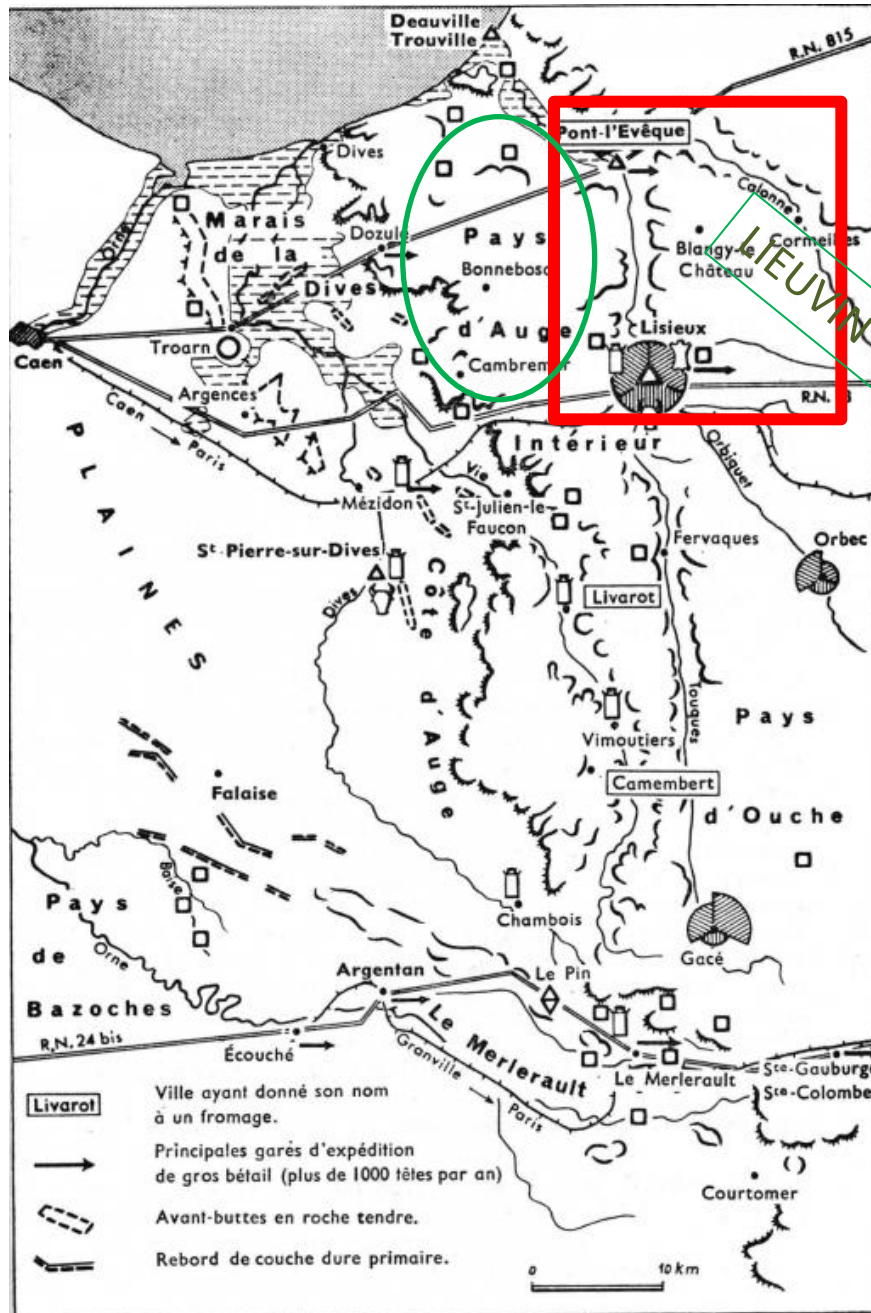 Deauville
Trouville
R.N. 815
Pont-l'Evêque
Dives
Calonne
Orne
Marais
de la
Dives
Dozulé
Pays
Bonnebosq
d'Auge
Blangy-le
Château
Cormeilles
LIEUVIN
Lisieux
Caen
Troarn
Cambremer
Argences
R.N.
Caen
Paris
Intérieur
Orbiquet
PLAINES
Mézidon
Vie
St-Julien-le-
Faucon
Fervaques
Orbec
St-Pierre-sur-Dives
Dives
Côte d'Auge
Livarot
Touques
Pays
Vimoutiers
Falaise
Camembert
d'Ouche
Baise
Pays
de
Bazoches
Orne
Chambois
Gacé
Argentan
Le Pin
R.N. 24 bis
Écouché
Granville
Paris
Le Merlerault
Le Merlerault
Ste-Gauburge
Ste-Colombe
Courtomer
Livarot
Ville ayant donné son nom
à un fromage.
Principales gares d'expédition
de gros bétail (plus de 1000 têtes par an)
Avant-buttes en roche tendre.
Rebord de couche dure primaire.
0 10 km